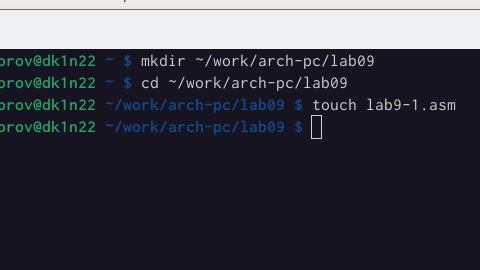 prov@dk1n22 ~ $ mkdir ~/work/arch-pc/lab09
prov@dk1n22 ~ $ cd ~/work/arch-pc/lab09
prov@dk1n22 ~/work/arch-pc/lab09 $ touch lab9-1.asm
prov@dk1n22 ~/work/arch-pc/lab09 $